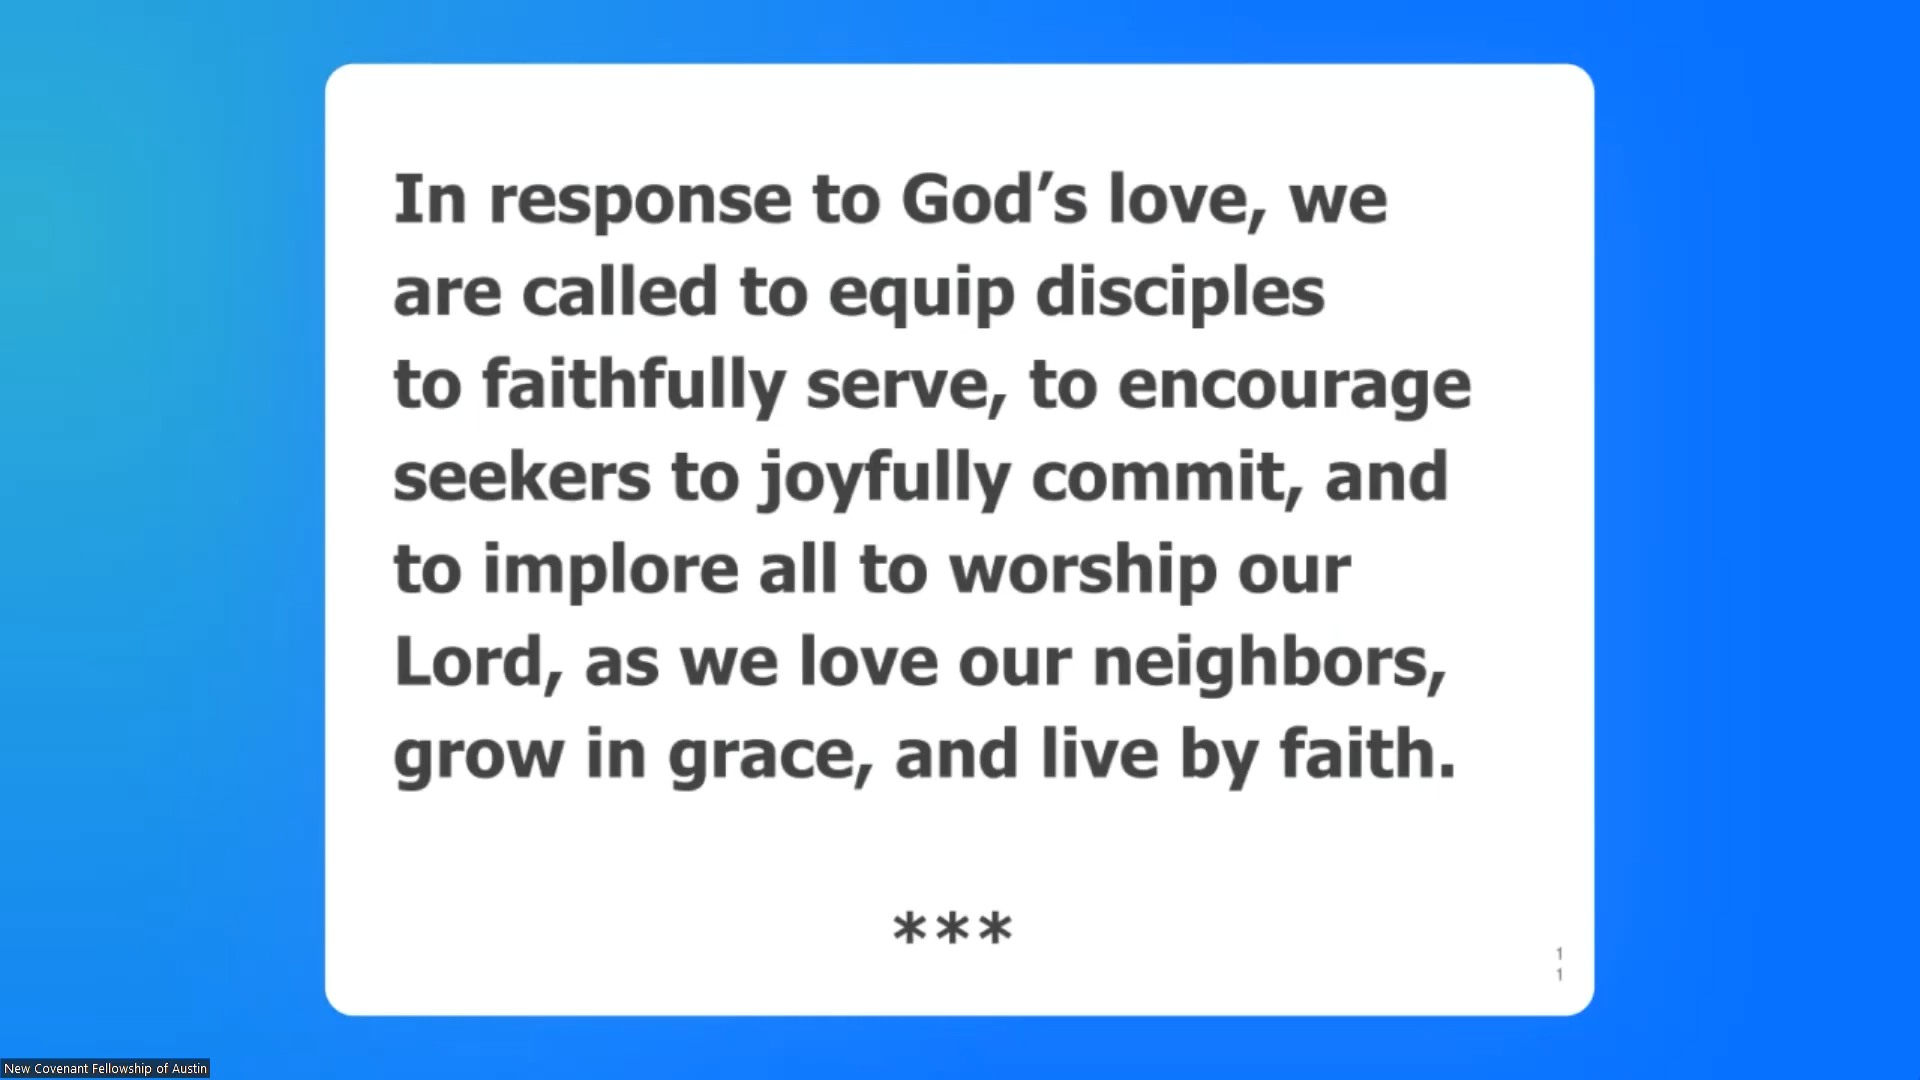 In response to God’s love, we
are called to equip disciples
to faithfully serve, to encourage
seekers to joyfully commit, and
to implore all to worship our
Lord, as we love our neighbors,
grow in grace, and live by faith.
***
1
1
New Covenant Fellowship of Austin